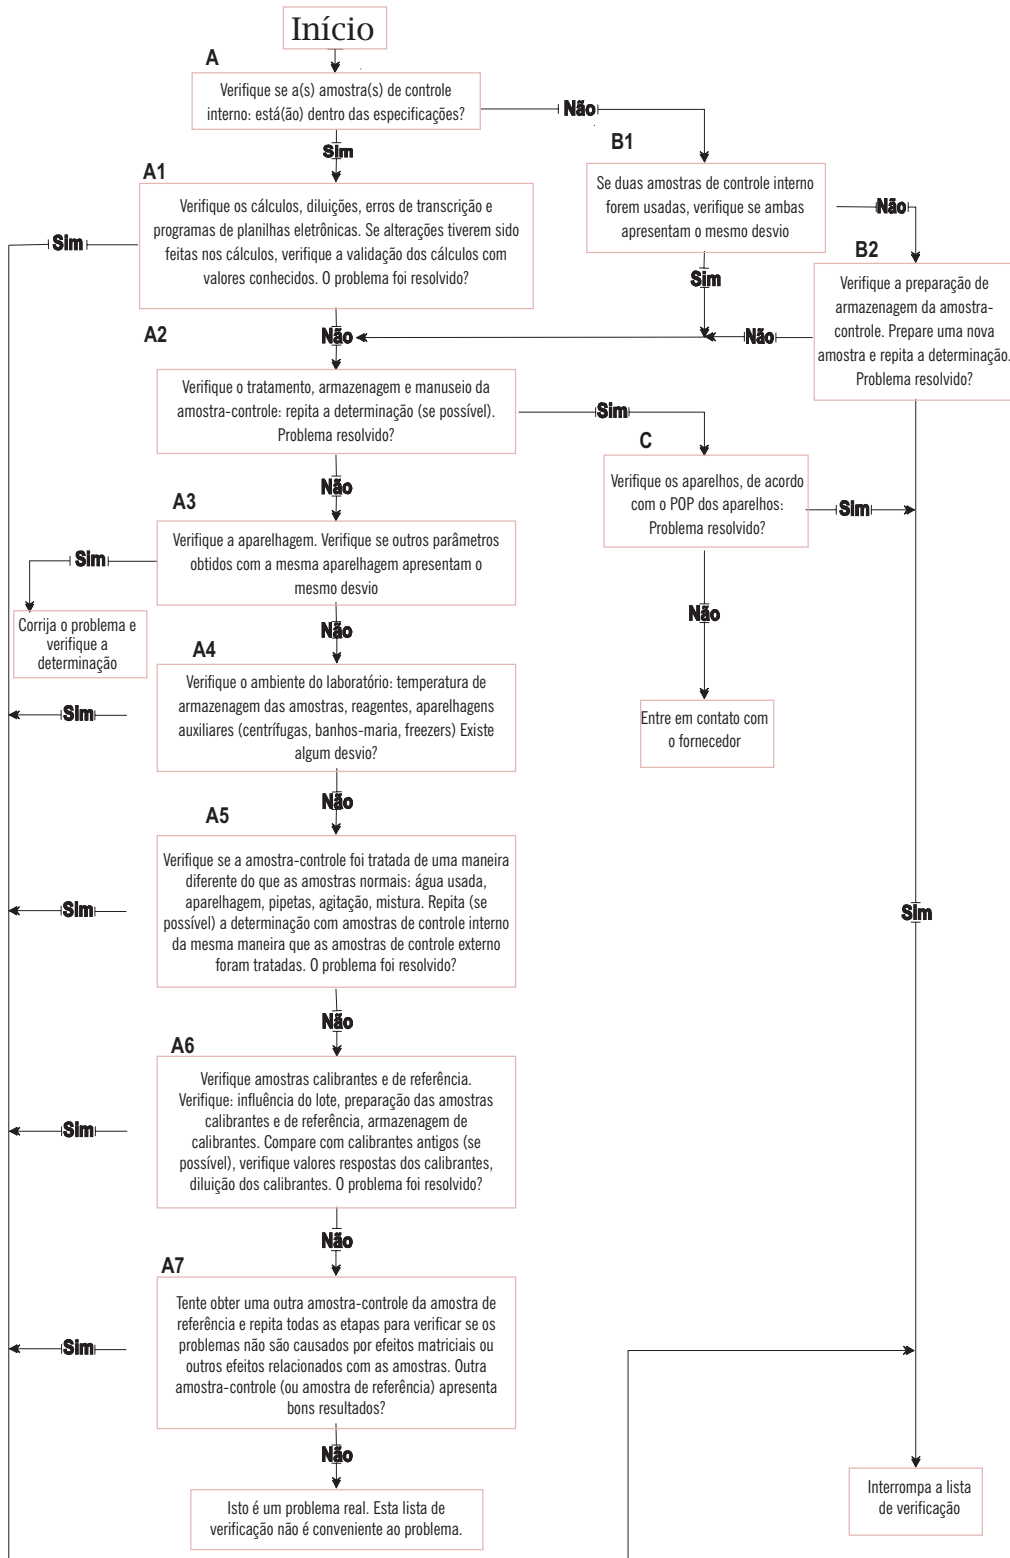 Início
A
Verifique se a(s) amostra(s) de controle
interno: está(ão) dentro das especificações?
Não
Sim
B1
Se duas amostras de controle interno
forem usadas, verifique se ambas
apresentam o mesmo desvio
Não
Sim
B2
Verifique a preparação de
armazenagem da amostra-
controle. Prepare uma nova
amostra e repita a determinação.
Problema resolvido?
Não
A1
Verifique os cálculos, diluições, erros de transcrição e
programas de planilhas eletrônicas. Se alterações tiverem sido
feitas nos cálculos, verifique a validação dos cálculos com
valores conhecidos. O problema foi resolvido?
Sim
Não
A2
Verifique o tratamento, armazenagem e manuseio da
amostra-controle: repita a determinação (se possível).
Problema resolvido?
Sim
Não
C
Verifique os aparelhos, de acordo
com o POP dos aparelhos:
Problema resolvido?
Sim
Não
Entre em contato com
o fornecedor
A3
Verifique a aparelhagem. Verifique se outros parâmetros
obtidos com a mesma aparelhagem apresentam o
mesmo desvio
Sim
Corrija o problema e
verifique a
determinação
Não
A4
Verifique o ambiente do laboratório: temperatura de
armazenagem das amostras, reagentes, aparelhagens
auxiliares (centrífugas, banhos-maria, freezers) Existe
algum desvio?
Sim
Não
A5
Verifique se a amostra-controle foi tratada de uma maneira
diferente do que as amostras normais: água usada,
aparelhagem, pipetas, agitação, mistura. Repita (se
possível) a determinação com amostras de controle interno
da mesma maneira que as amostras de controle externo
foram tratadas. O problema foi resolvido?
Sim
Sim
Não
A6
Verifique amostras calibrantes e de referência.
Verifique: influência do lote, preparação das amostras
calibrantes e de referência, armazenagem de
calibrantes. Compare com calibrantes antigos (se
possível), verifique valores respostas dos calibrantes,
diluição dos calibrantes. O problema foi resolvido?
Sim
Não
A7
Tente obter uma outra amostra-controle da amostra de
referência e repita todas as etapas para verificar se os
problemas não são causados por efeitos matriciais ou
outros efeitos relacionados com as amostras. Outra
amostra-controle (ou amostra de referência) apresenta
bons resultados?
Sim
Não
Isto é um problema real. Esta lista de
verificação não é conveniente ao problema.
Interrompa a lista
de verificação